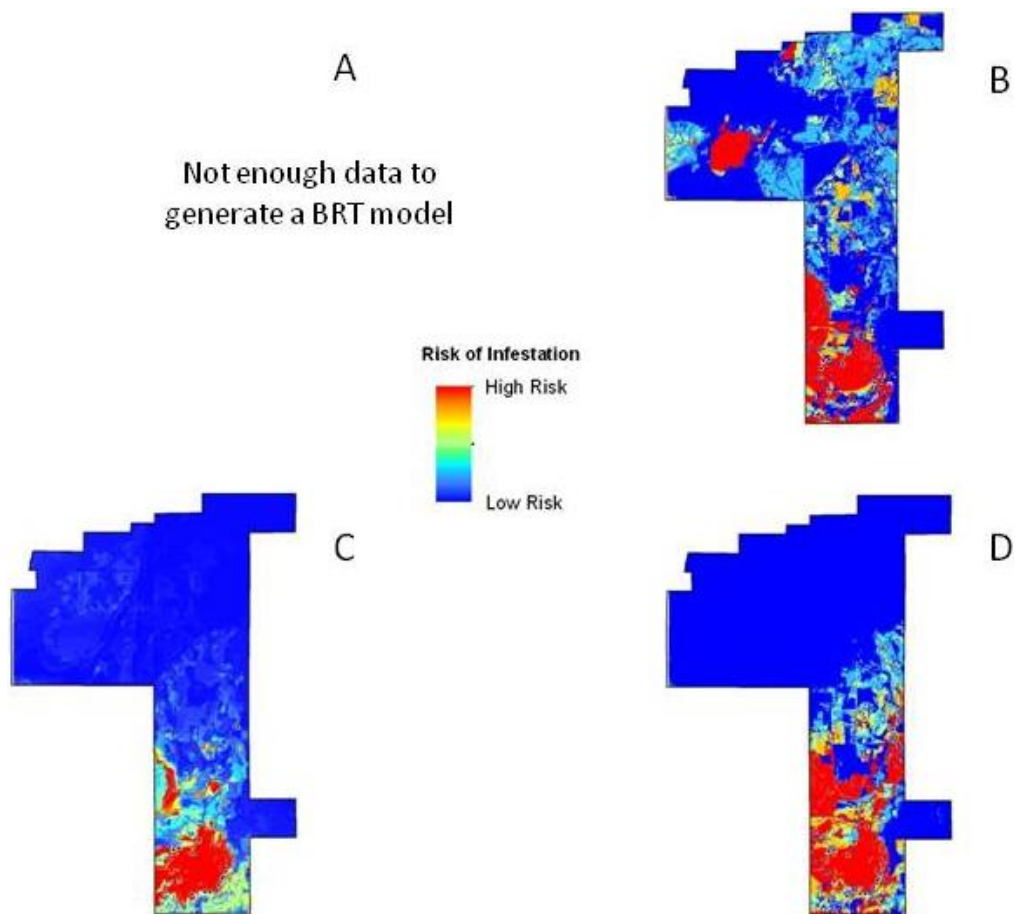 A
Not enough data to
generate a BRT model
B
Risk of Infestation
High Risk
Low Risk
C
D